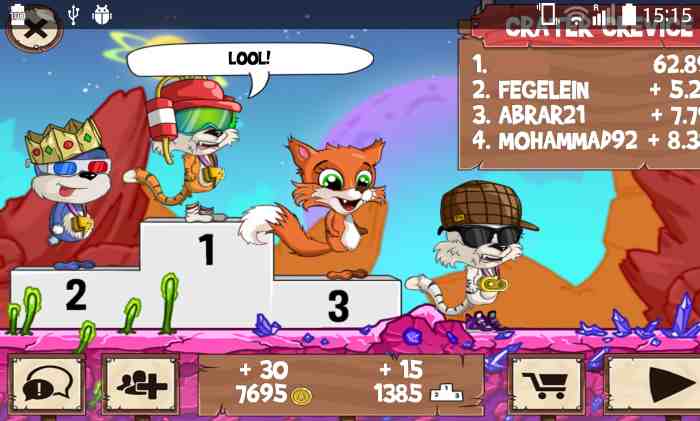 15:15
CRATER CREVICE
1. 62.89
2. FEGELEIN + 5.2
3. ABRAR21 + 7.7
4. MOHAMMAD92 + 8.3
LOOL!
1
2
3
+ 30
7695
+ 15
1385